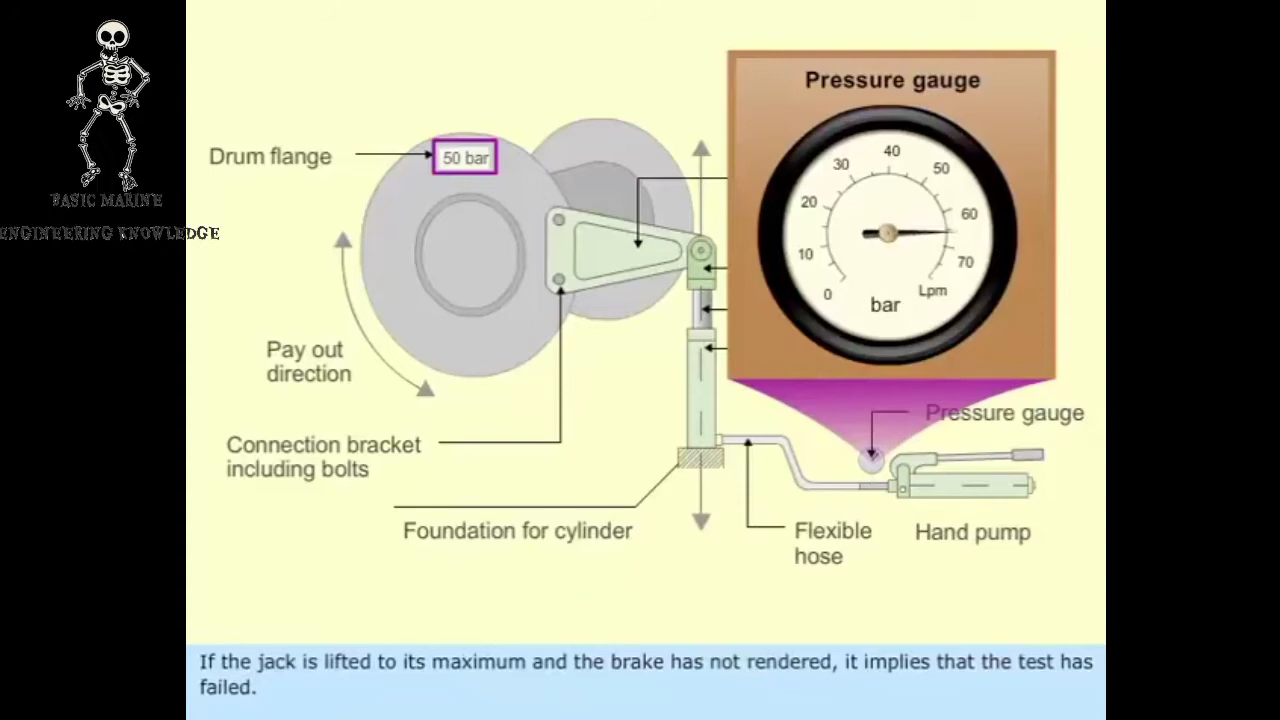 BASIC MARINE
ENGINEERING KNOWLEDGE
Pressure gauge
0
10
20
30
40
50
60
70
Lpm
bar
Drum flange
50 bar
Pay out
direction
Connection bracket
including bolts
Foundation for cylinder
Pressure gauge
Flexible
hose
Hand pump
If the jack is lifted to its maximum and the brake has not rendered, it implies that the test has
failed.